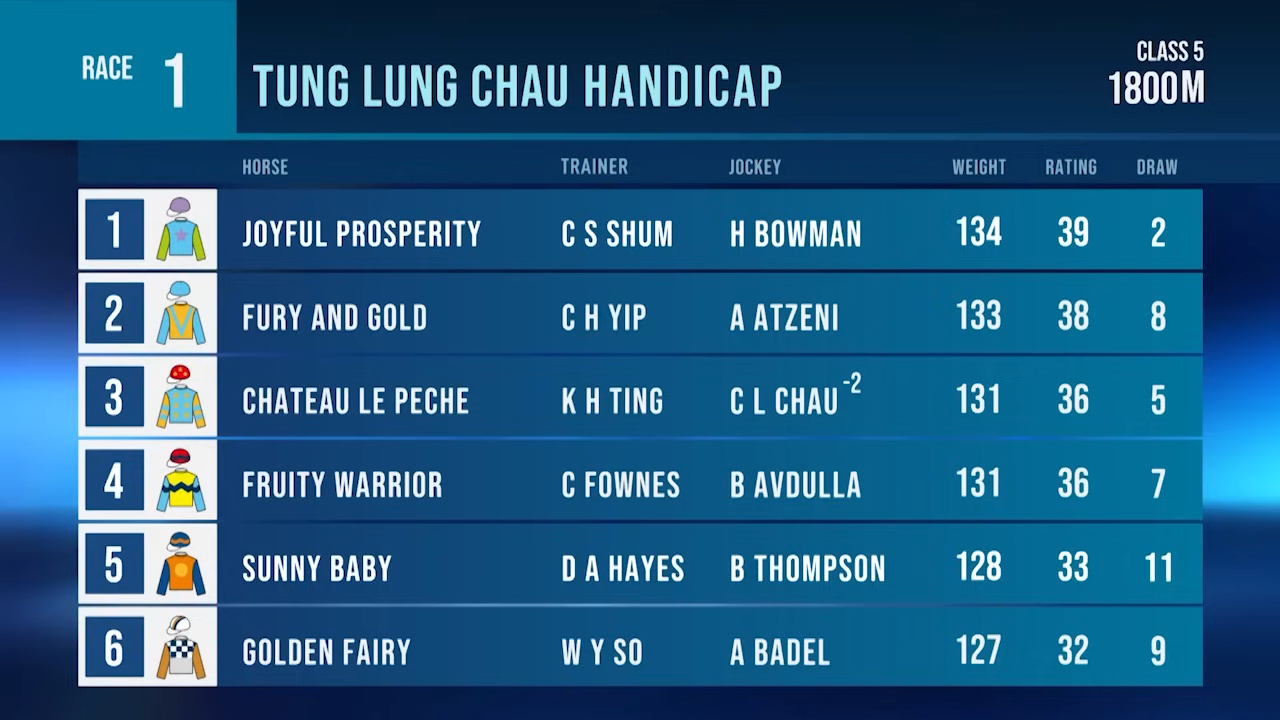 RACE 1
TUNG LUNG CHAU HANDICAP
CLASS 5
1800M
HORSE TRAINER JOCKEY WEIGHT RATING DRAW
1 JOYFUL PROSPERITY C S SHUM H BOWMAN 134 39 2
2 FURY AND GOLD C H YIP A ATZENI 133 38 8
3 CHATEAU LE PECHE K H TING C L CHAU -2 131 36 5
4 FRUITY WARRIOR C FOWNES B AVDULLA 131 36 7
5 SUNNY BABY D A HAYES B THOMPSON 128 33 11
6 GOLDEN FAIRY W Y SO A BADEL 127 32 9